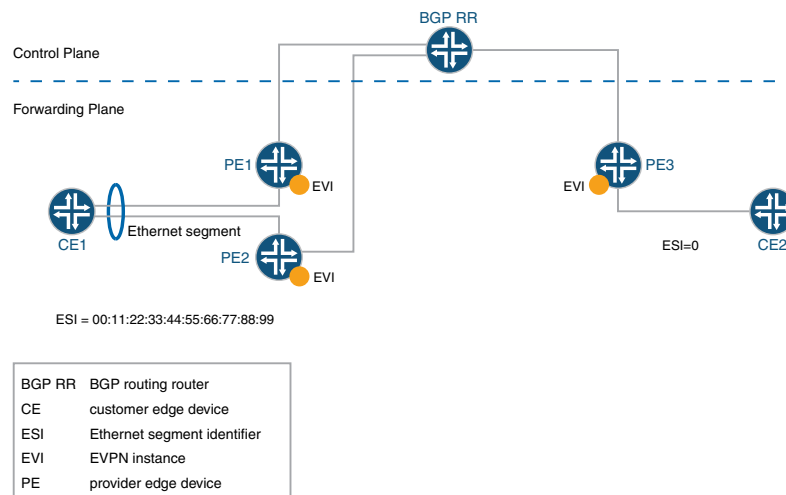 BGP RR
Control Plane
Forwarding Plane
PE1
EVI
PE3
EVI
CE1
Ethernet segment
PE2
EVI
ESI=0
CE2
ESI = 00:11:22:33:44:55:66:77:88:99
BGP RR BGP routing router
CE customer edge device
ESI Ethernet segment identifier
EVI EVPN instance
PE provider edge device